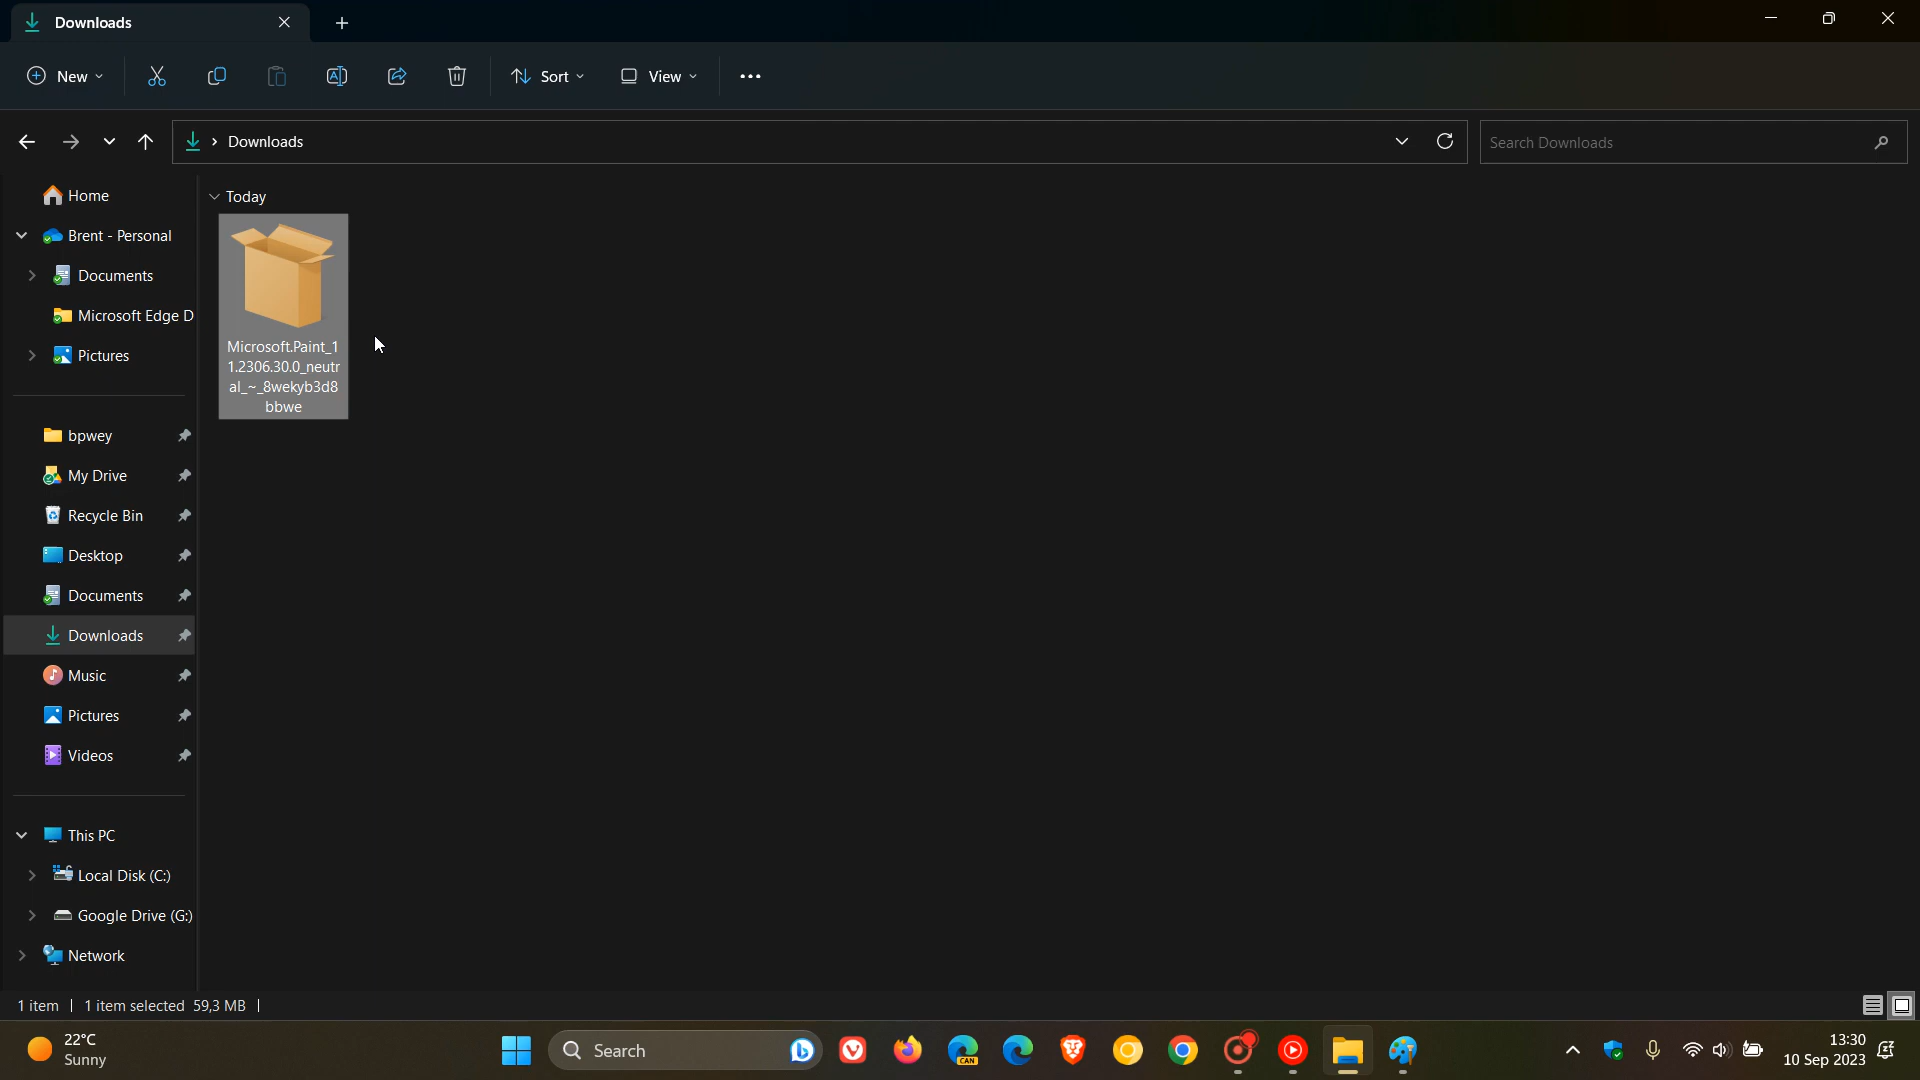 Downloads
New
Sort
View
Downloads
Search Downloads
Home
Brent - Personal
Documents
Microsoft Edge D
Pictures
bpwey
My Drive
Recycle Bin
Desktop
Documents
Downloads
Music
Pictures
Videos
This PC
Local Disk (C:)
Google Drive (G:)
Network
Today
Microsoft.Paint_1
1.2306.30.0_neutr
al_~_8wekyb3d8
bbwe
1 item
1 item selected 59,3 MB
22°C
Sunny
Search
CAN
13:30
10 Sep 2023